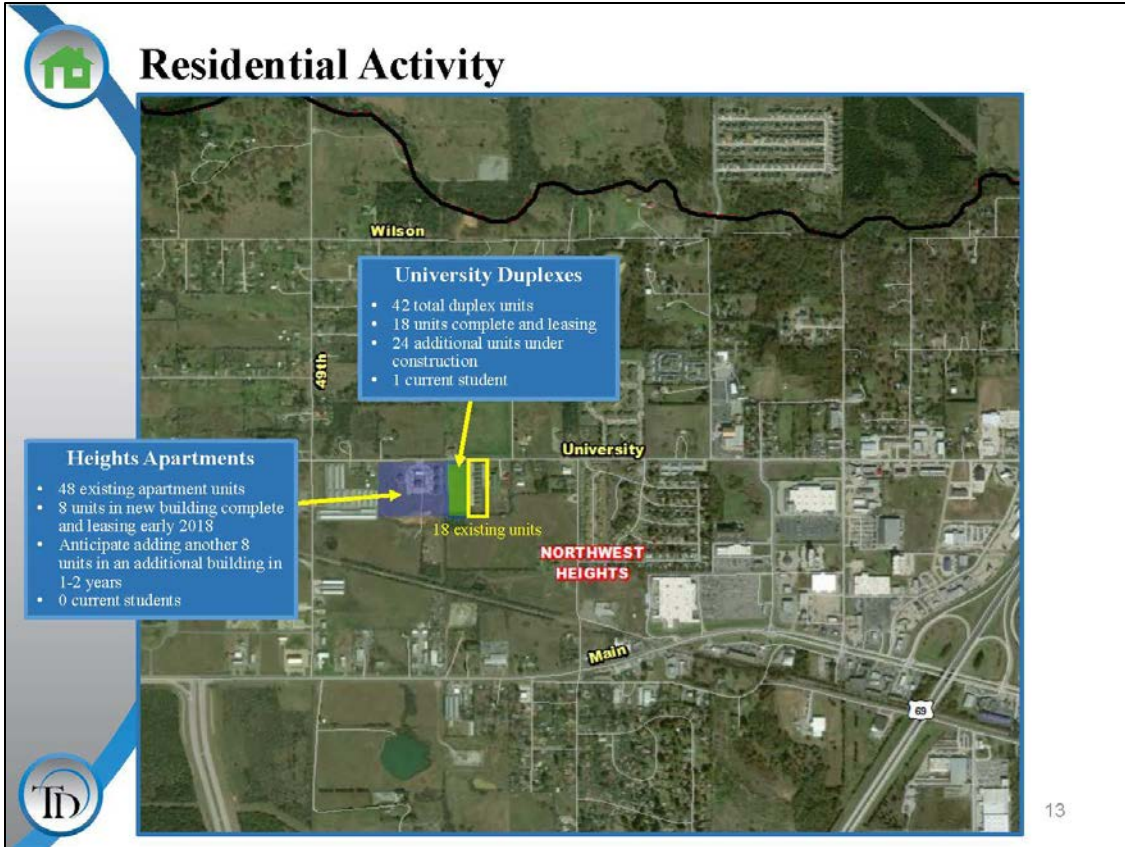 Residential Activity
Wilson
University Duplexes
• 42 total duplex units
• 18 units complete and leasing
• 24 additional units under
construction
• 1 current student
49th
Heights Apartments
• 48 existing apartment units
• 8 units in new building complete
and leasing early 2018
• Anticipate adding another 8
units in an additional building in
1-2 years
• 0 current students
University
18 existing units
NORTHWEST
HEIGHTS
Main
69
TD
13